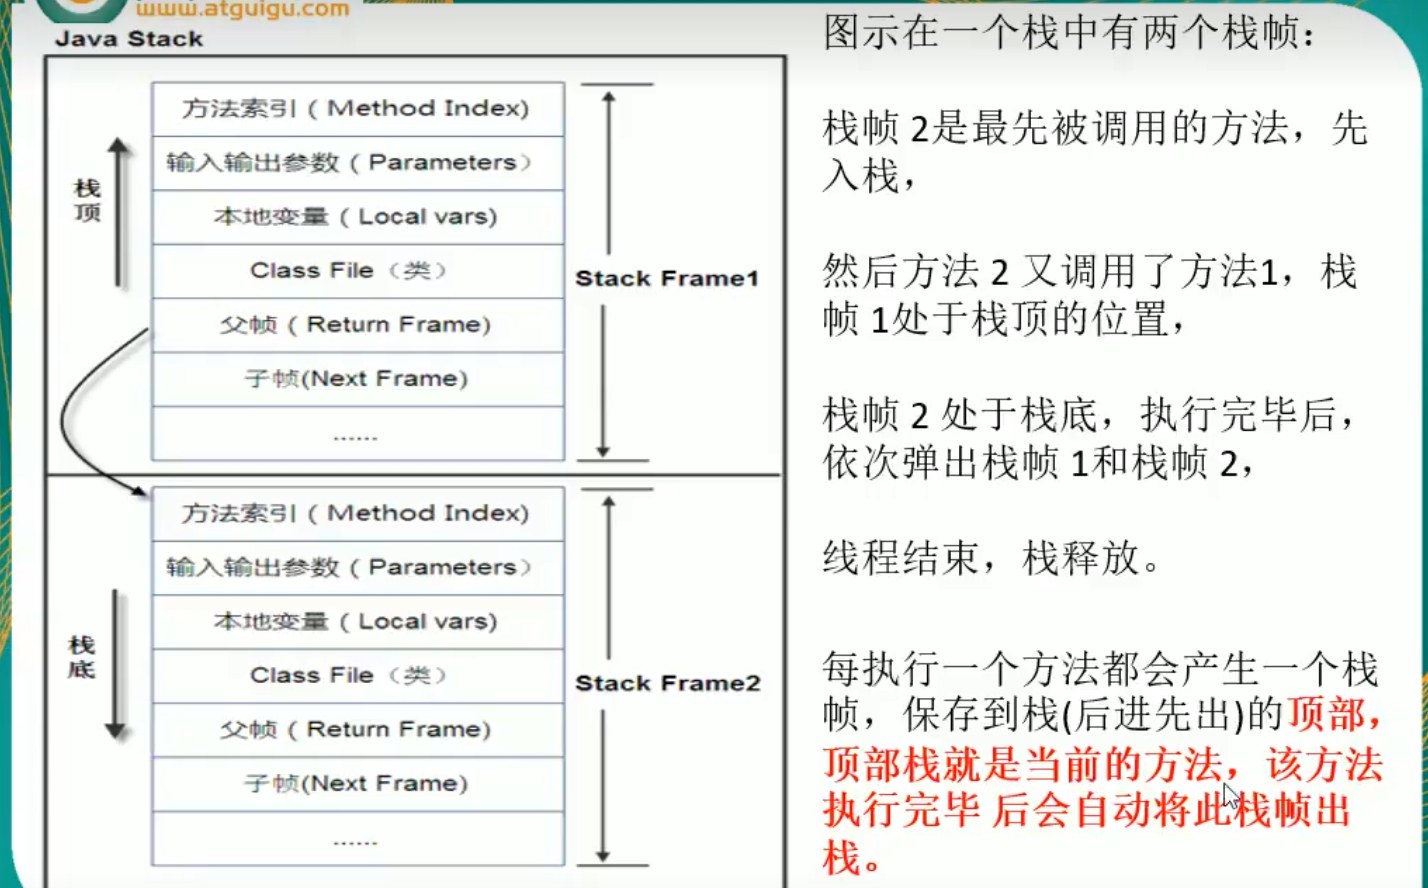 www.atguigu.com
Java Stack
方法索引 ( Method Index)
输入输出参数 ( Parameters )
本地变量 ( Local vars)
Class File （类）
父帧 ( Return Frame)
子帧(Next Frame)
......
栈
顶
Stack Frame1
方法索引 ( Method Index)
输入输出参数 ( Parameters )
本地变量 ( Local vars)
Class File （类）
父帧 ( Return Frame)
子帧(Next Frame)
......
栈
底
Stack Frame2
图示在一个栈中有两个栈帧：
栈帧 2是最先被调用的方法，先
入栈，
然后方法 2 又调用了方法1，栈
帧 1处于栈顶的位置，
栈帧 2 处于栈底，执行完毕后，
依次弹出栈帧 1和栈帧 2，
线程结束，栈释放。
每执行一个方法都会产生一个栈
帧，保存到栈(后进先出)的顶部，
顶部栈就是当前的方法，该方法
执行完毕 后会自动将此栈帧出
栈。